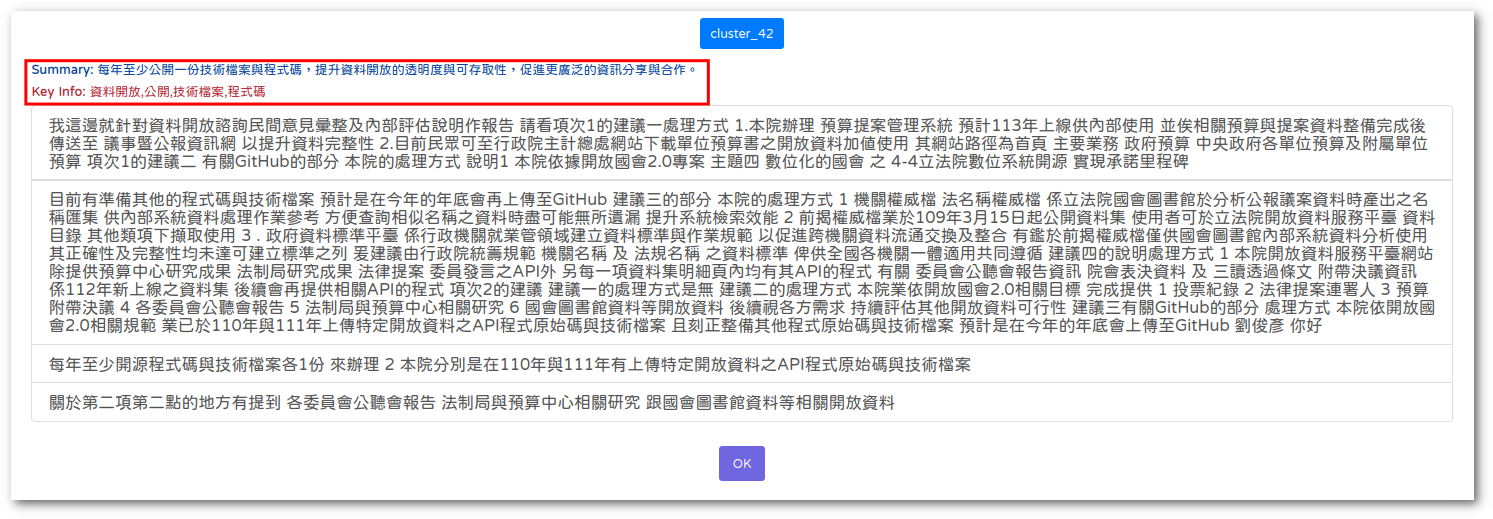 cluster_42
Summary: 每年至少公開一份技術檔案與程式碼，提升資料開放的透明度與可存取性，促進更廣泛的資訊分享與合作。
Key Info: 資料開放,公開,技術檔案,程式碼
我這邊就針對資料開放諮詢民間意見彙整及內部評估說明作報告 請看項次1的建議一處理方式 1.本院辦理 預算提案管理系統 預計113年上線供內部使用 並俟相關預算與提案資料整備完成後
傳送至 議事暨公報資訊網 以提升資料完整性 2.目前民眾可至行政院主計總處網站下載單位預算書之開放資料加值使用 其網站路徑為首頁 主要業務 政府預算 中央政府各單位預算及附屬單位
預算 項次1的建議二 有關GitHub的部分 本院的處理方式 說明1 本院依據開放國會2.0專案 主題四 數位化的國會 之 4-4立法院數位系統開源 實現承諾里程碑
目前有準備其他的程式碼與技術檔案 預計是在今年的年底會再上傳至GitHub 建議三的部分 本院的處理方式 1 機關權威檔 法名稱權威檔 係立法院國會圖書館於分析公報議案資料時產出之名
稱匯集 供內部系統資料處理作業參考 方便查詢相似名稱之資料時盡可能無所遺漏 提升系統檢索效能 2 前揭權威檔業於109年3月15日起公開資料集 使用者可於立法院開放資料服務平臺 資料
目錄 其他類項下擷取使用 3 . 政府資料標準平臺 係行政機關就業管領域建立資料標準與作業規範 以促進跨機關資料流通交換及整合 有鑑於前揭權威檔僅供國會圖書館內部系統資料分析使用
其正確性及完整性均未達可建立標準之列 爰建議由行政院統籌規範 機關名稱 及 法規名稱 之資料標準 俾供全國各機關一體適用共同遵循 建議四的說明處理方式 1 本院開放資料服務平臺網站
除提供預算中心研究成果 法制局研究成果 法律提案 委員發言之API外 另每一項資料集明細頁內均有其API的程式 有關 委員會公聽會報告資訊 院會表決資料 及 三讀透過條文 附帶決議資訊
係112年新上線之資料集 後續會再提供相關API的程式 項次2的建議 建議一的處理方式是無 建議二的處理方式 本院業依開放國會2.0相關目標 完成提供 1 投票紀錄 2 法律提案連署人 3 預算
附帶決議 4 各委員會公聽會報告 5 法制局與預算中心相關研究 6 國會圖書館資料等開放資料 後續視各方需求 持續評估其他開放資料可行性 建議三有關GitHub的部分 處理方式 本院依開放國
會2.0相關規範 業已於110年與111年上傳特定開放資料之API程式原始碼與技術檔案 且刻正整備其他程式原始碼與技術檔案 預計是在今年的年底會上傳至GitHub 劉俊彥 你好
每年至少開源程式碼與技術檔案各1份 來辦理 2 本院分別是在110年與111年有上傳特定開放資料之API程式原始碼與技術檔案
關於第二項第二點的地方有提到 各委員會公聽會報告 法制局與預算中心相關研究 跟國會圖書館資料等相關開放資料
OK